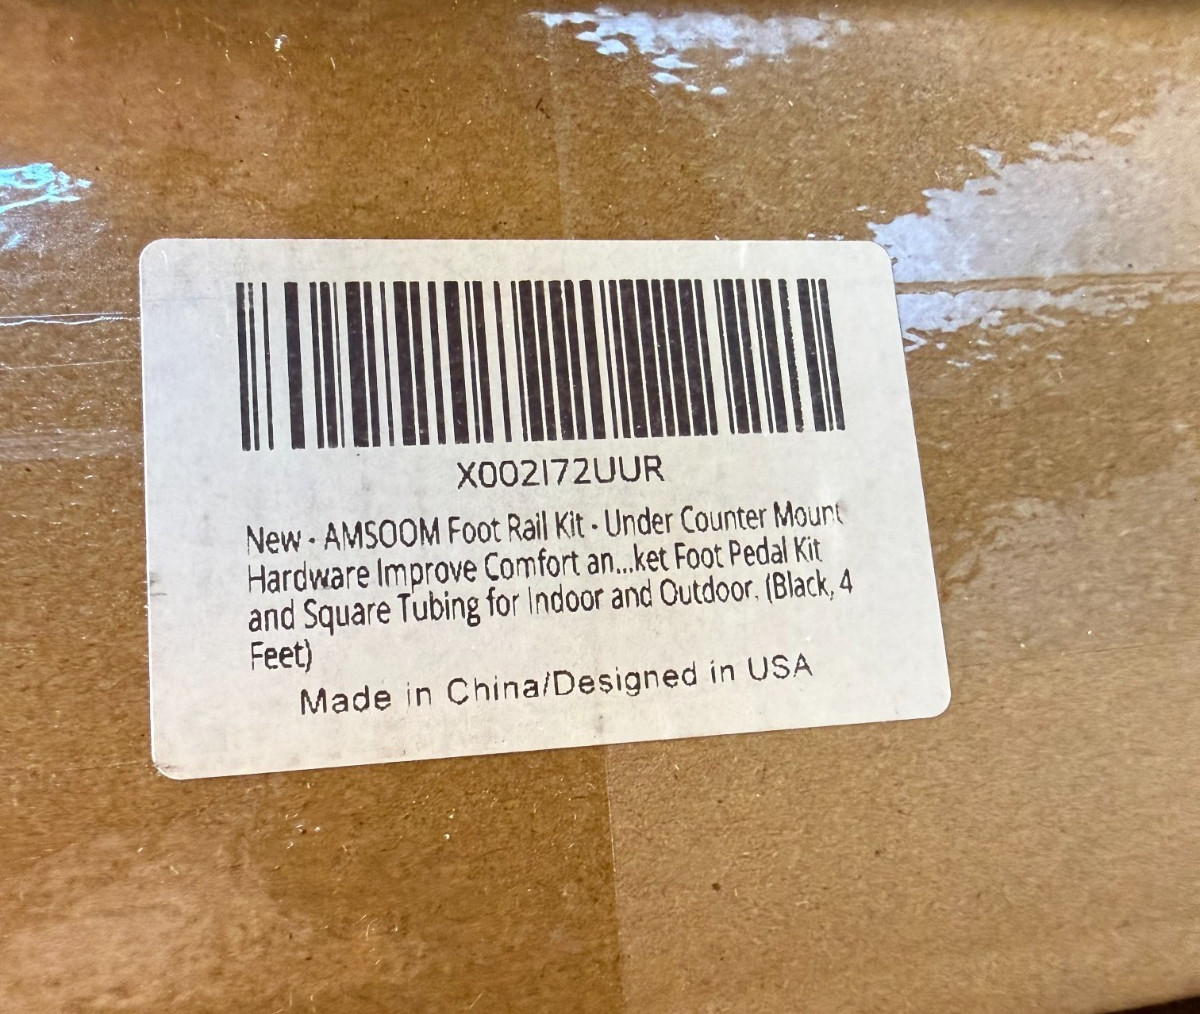 X002I72UUR
New - AMSOOM Foot Rail Kit - Under Counter Mount
Hardware Improve Comfort an...ket Foot Pedal Kit
and Square Tubing for Indoor and Outdoor. (Black, 4
Feet)
Made in China/Designed in USA